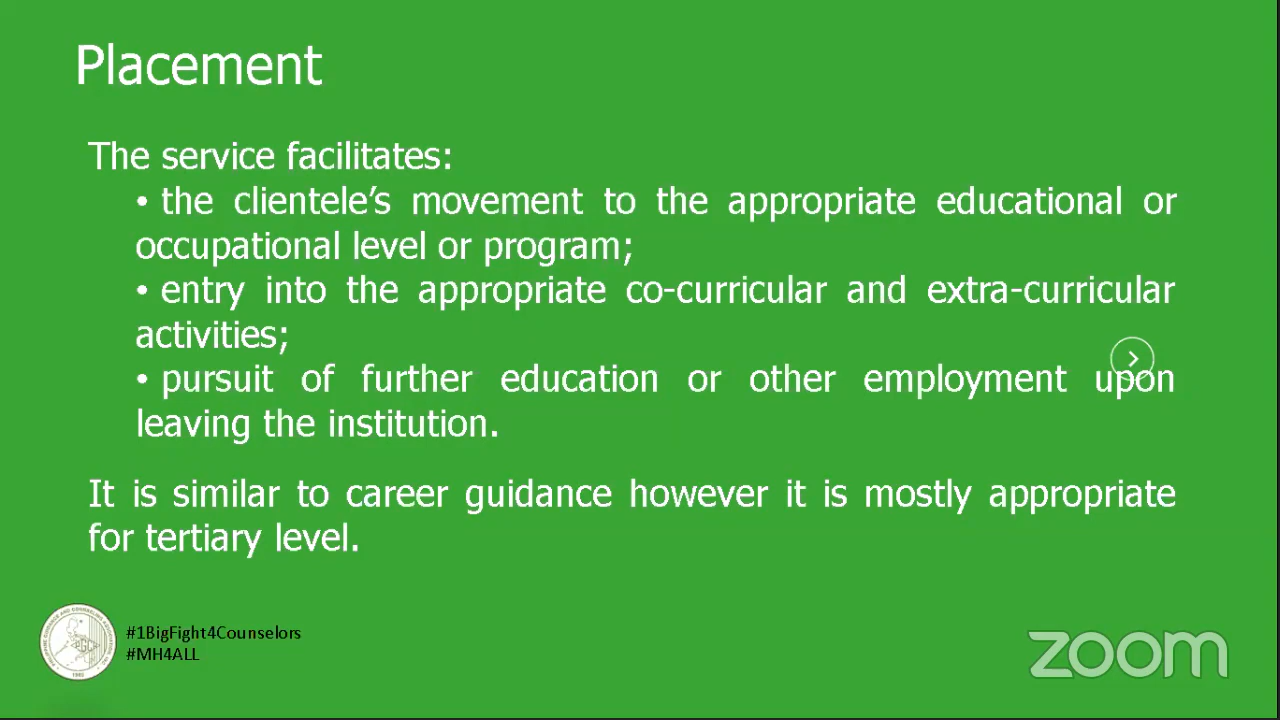 Placement
The service facilitates:
• the clientele's movement to the appropriate educational or
occupational level or program;
• entry into the appropriate co-curricular and extra-curricular
activities;
• pursuit of further education or other employment upon
leaving the institution.
It is similar to career guidance however it is mostly appropriate
for tertiary level.
#1BigFight4Counselors
#MH4ALL
zoom